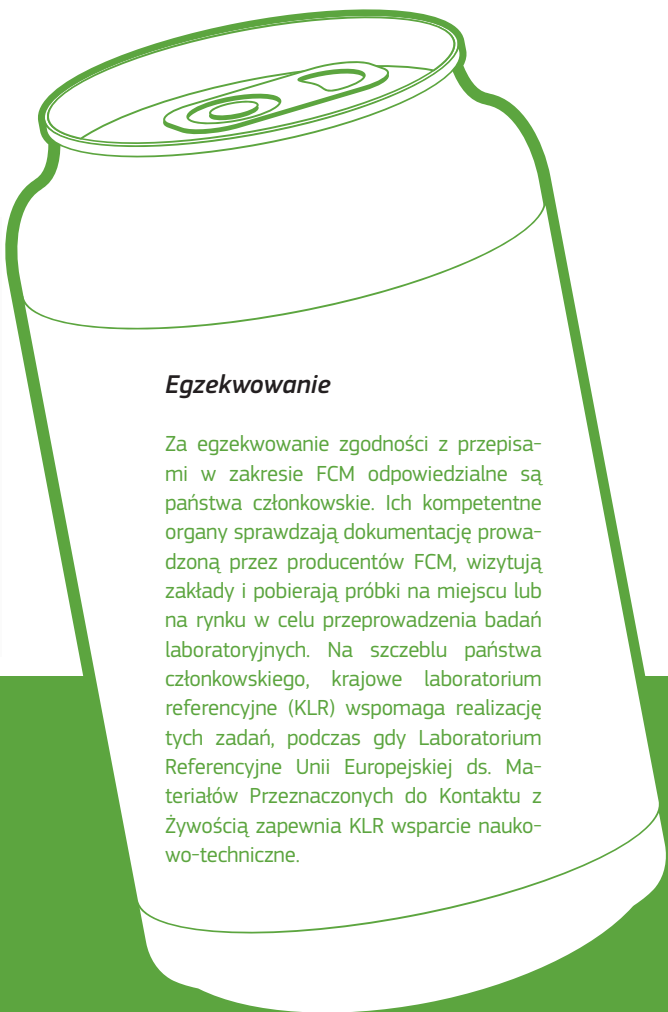 Egzekwowanie
Za egzekwowanie zgodności z przepisa-
mi w zakresie FCM odpowiedzialne są
państwa członkowskie. Ich kompetentne
organy sprawdzają dokumentację prowa-
dzoną przez producentów FCM, wizytują
zakłady i pobierają próbki na miejscu lub
na rynku w celu przeprowadzenia badań
laboratoryjnych. Na szczeblu państwa
członkowskiego, krajowe laboratorium
referencyjne (KLR) wspomaga realizację
tych zadań, podczas gdy Laboratorium
Referencyjne Unii Europejskiej ds. Ma-
teriałów Przeznaczonych do Kontaktu z
Żywością zapewnia KLR wsparcie nauko-
wo-techniczne.